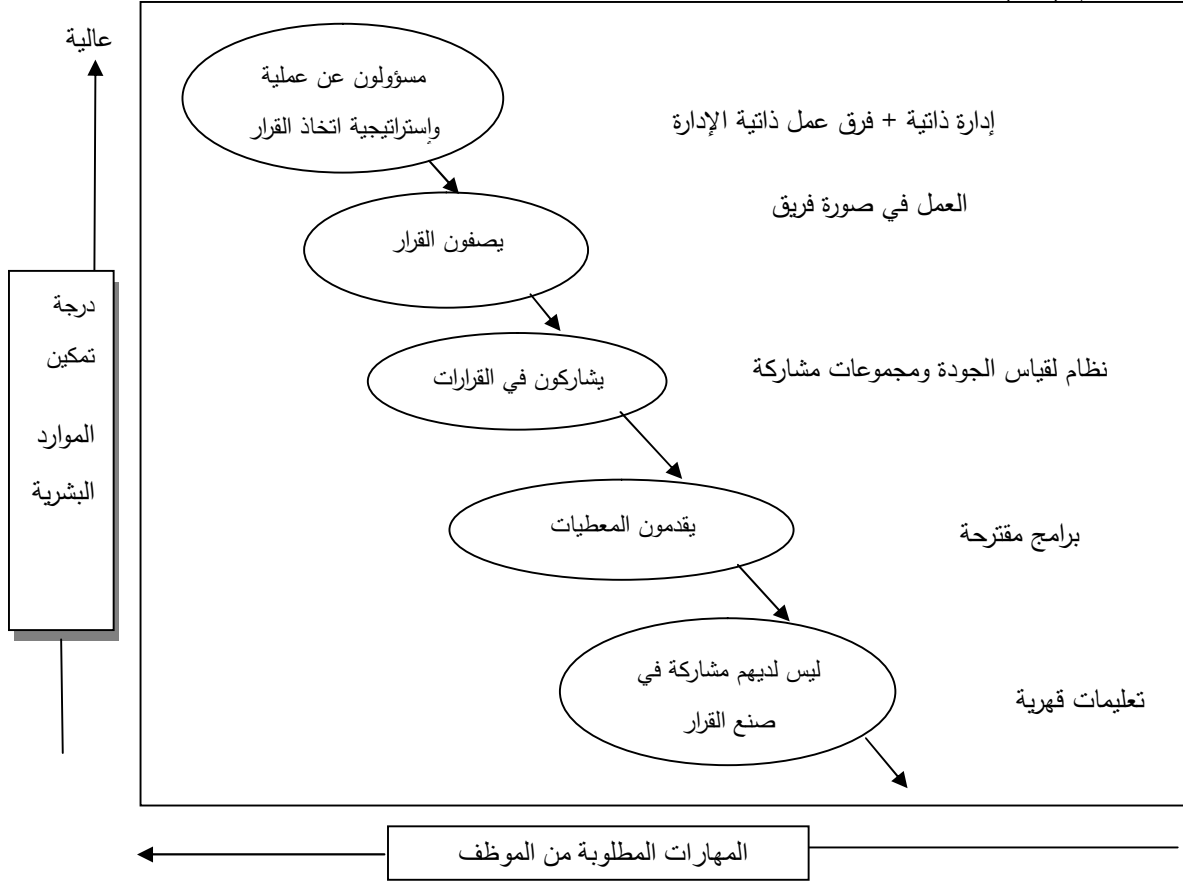 عالية
مسؤولون عن عملية
وإستراتيجية اتخاذ القرار
إدارة ذاتية + فرق عمل ذاتية الإدارة
العمل في صورة فريق
يصفون القرار
درجة
تمكين
الموارد
البشرية
يشاركون في القرارات
نظام لقياس الجودة ومجموعات مشاركة
يقدمون المعطيات
برامج مقترحة
ليس لديهم مشاركة في
صنع القرار
تعليمات قهرية
المهارات المطلوبة من الموظف